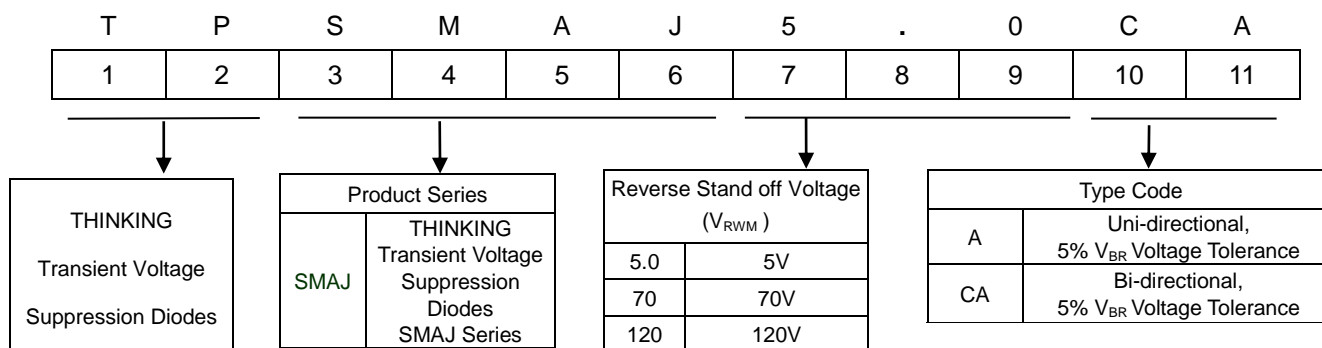 T P S M A J 5 . 0 C A
1 2 3 4 5 6 7 8 9 10 11
THINKING
Transient Voltage
Suppression Diodes
Product Series
SMAJ
THINKING
Transient Voltage
Suppression
Diodes
SMAJ Series
Reverse Stand off Voltage
(VRWM )
5.0 5V
70 70V
120 120V
Type Code
A
Uni-directional,
5% VBR Voltage Tolerance
CA
Bi-directional,
5% VBR Voltage Tolerance